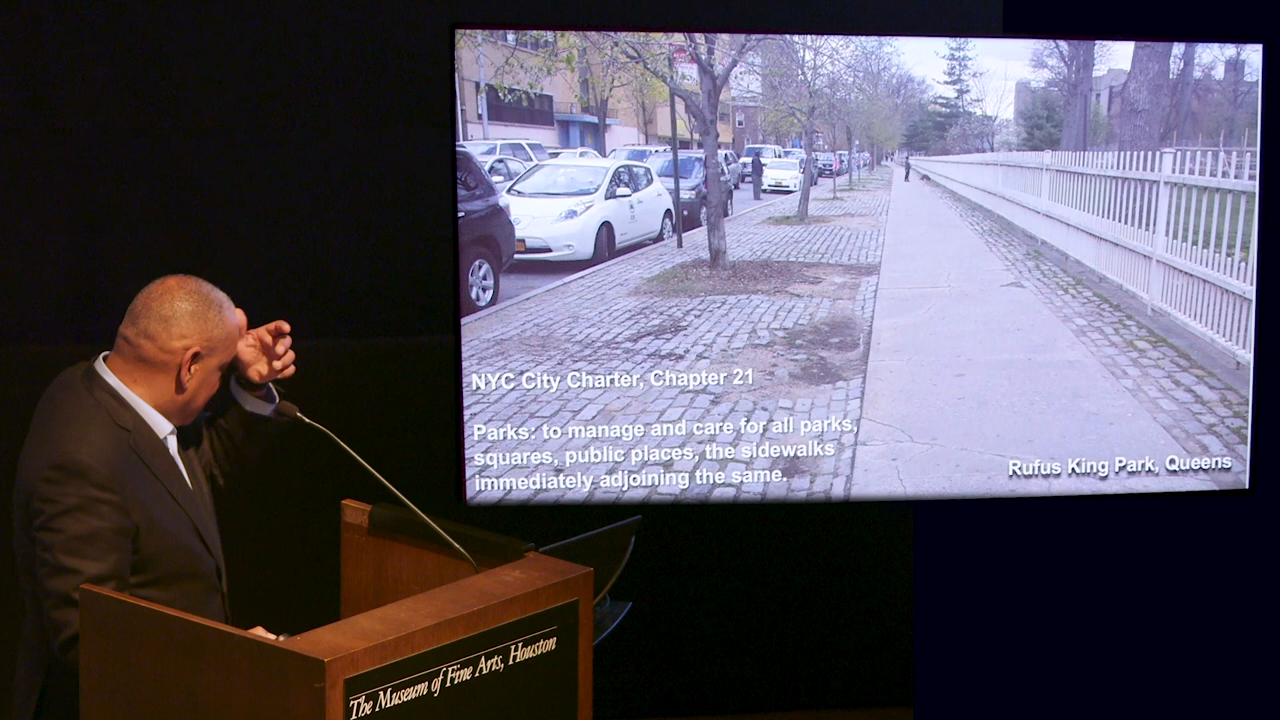 NYC City Charter, Chapter 21
Parks: to manage and care for all parks,
squares, public places, the sidewalks
immediately adjoining the same.
Rufus King Park, Queens
The Museum of Fine Arts, Houston